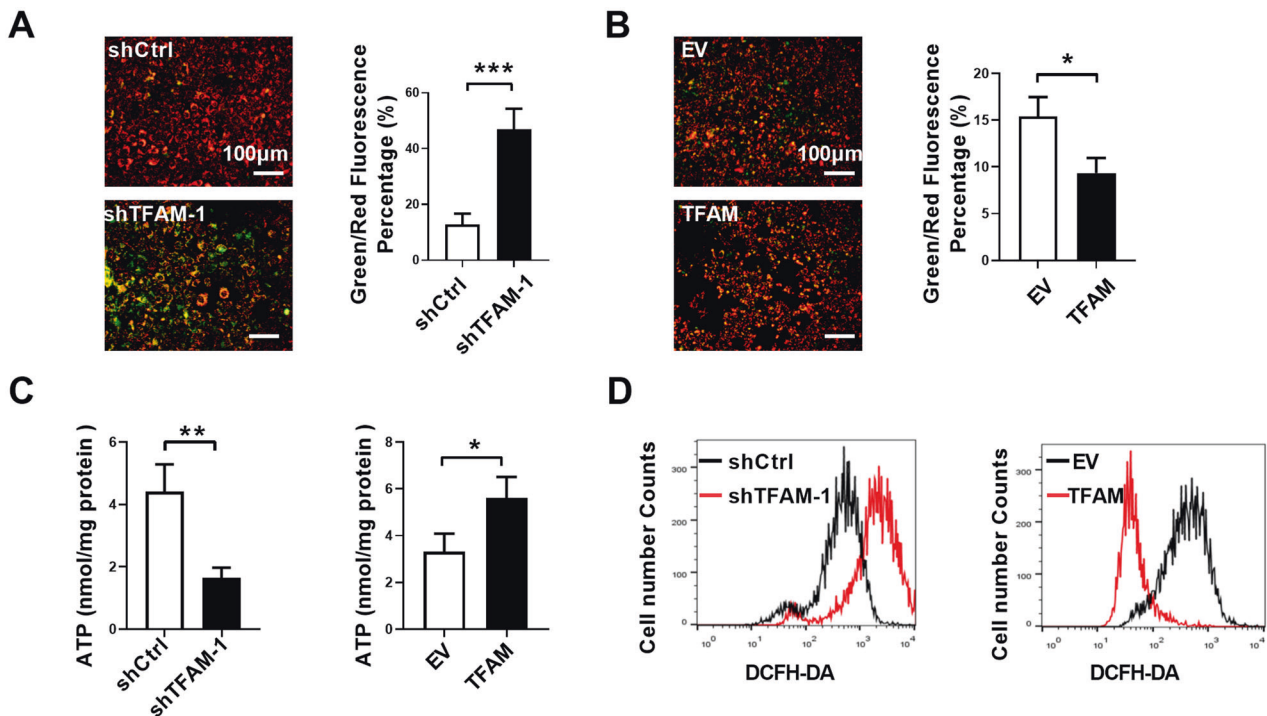 A
shCtrl
100µm
shTFAM-1
Green/Red Fluorescence
Percentage (%)
60
40
20
0
***
shCtrl
shTFAM-1
B
EV
100µm
TFAM
Green/Red Fluorescence
Percentage (%)
20
15
10
5
0
*
EV
TFAM
C
ATP (nmol/mg protein )
6
4
2
0
**
shCtrl
shTFAM-1
ATP (nmol/mg protein )
8
6
4
2
0
*
EV
TFAM
D
Cell number Counts
300
200
100
0
shCtrl
shTFAM-1
10⁰ 10¹ 10² 10³ 10⁴
DCFH-DA
Cell number Counts
300
200
100
0
EV
TFAM
10⁰ 10¹ 10² 10³ 10⁴
DCFH-DA